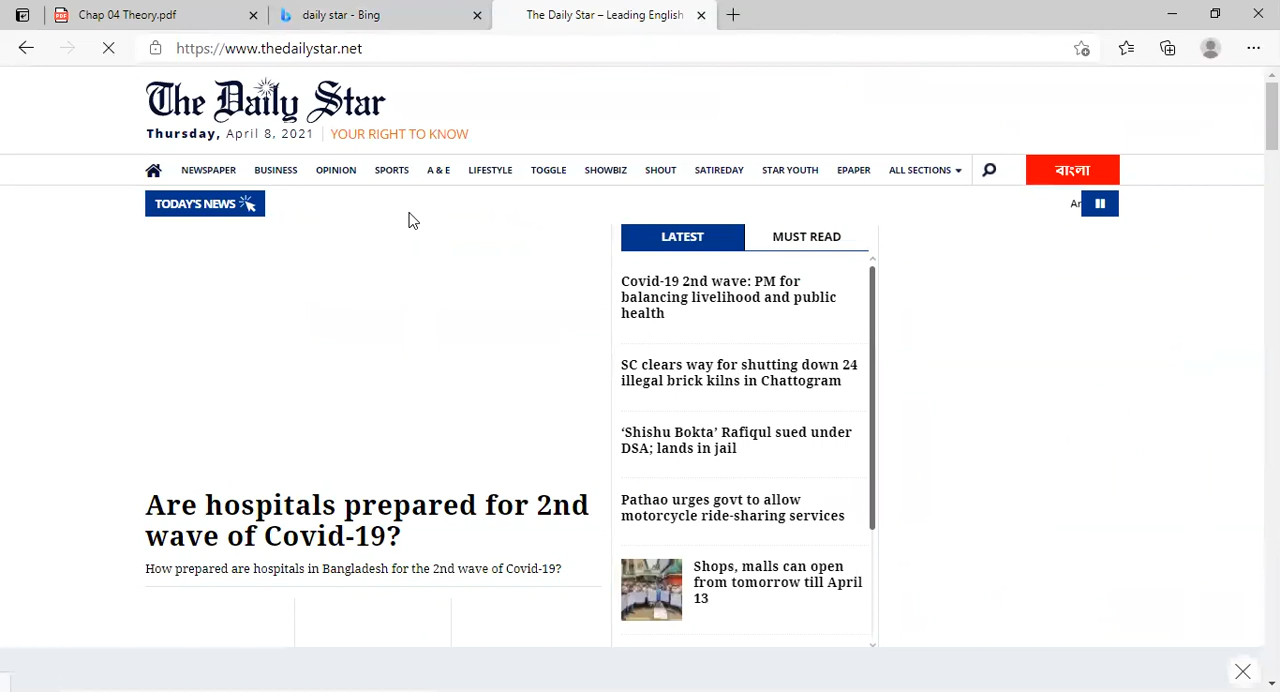 Chap 04 Theory.pdf
daily star - Bing
The Daily Star – Leading English
https://www.thedailystar.net
The Daily Star
Thursday, April 8, 2021 YOUR RIGHT TO KNOW
NEWSPAPER BUSINESS OPINION SPORTS A & E LIFESTYLE TOGGLE SHOWBIZ SHOUT SATIREDAY STAR YOUTH EPAPER ALL SECTIONS বাংলা
TODAY'S NEWS
LATEST MUST READ
Covid-19 2nd wave: PM for
balancing livelihood and public
health
SC clears way for shutting down 24
illegal brick kilns in Chattogram
‘Shishu Bokta’ Rafiqul sued under
DSA; lands in jail
Pathao urges govt to allow
motorcycle ride-sharing services
Shops, malls can open
from tomorrow till April
13
Are hospitals prepared for 2nd
wave of Covid-19?
How prepared are hospitals in Bangladesh for the 2nd wave of Covid-19?